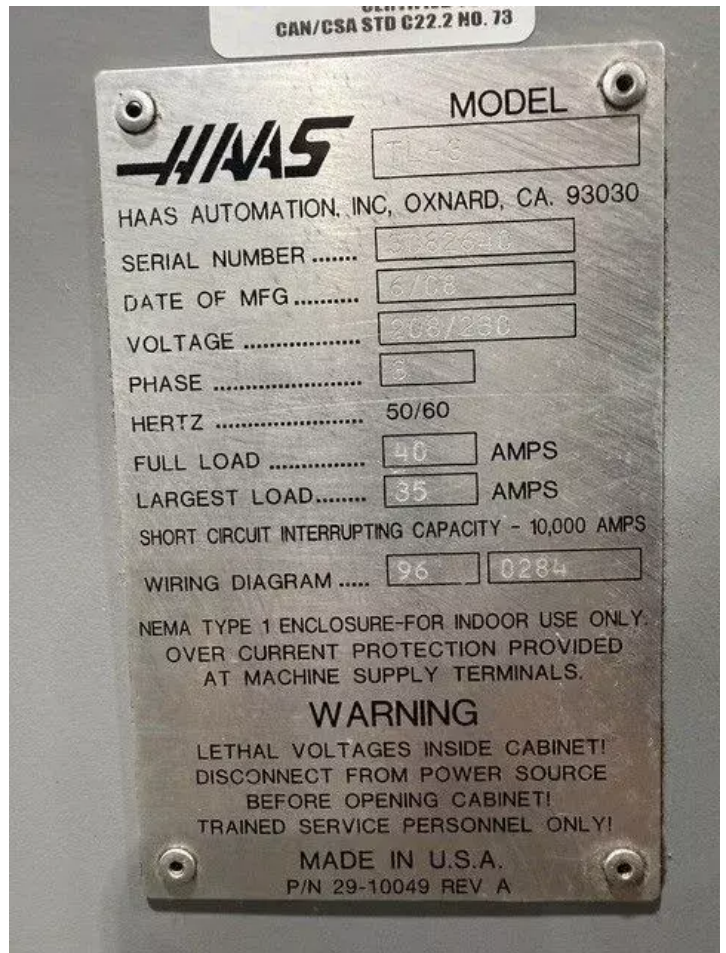 CAN/CSA STD C22.2 NO. 73
HAAS
MODEL
HAAS AUTOMATION, INC, OXNARD, CA. 93030
SERIAL NUMBER .......
DATE OF MFG.......... 6/08
VOLTAGE .................. 208/230
PHASE ....................... 3
HERTZ ....................... 50/60
FULL LOAD ............... 40 AMPS
LARGEST LOAD........ 35 AMPS
SHORT CIRCUIT INTERRUPTING CAPACITY - 10,000 AMPS
WIRING DIAGRAM ..... 96 0284
NEMA TYPE 1 ENCLOSURE-FOR INDOOR USE ONLY.
OVER CURRENT PROTECTION PROVIDED
AT MACHINE SUPPLY TERMINALS.
WARNING
LETHAL VOLTAGES INSIDE CABINET!
DISCONNECT FROM POWER SOURCE
BEFORE OPENING CABINET!
TRAINED SERVICE PERSONNEL ONLY!
MADE IN U.S.A.
P/N 29-10049 REV A